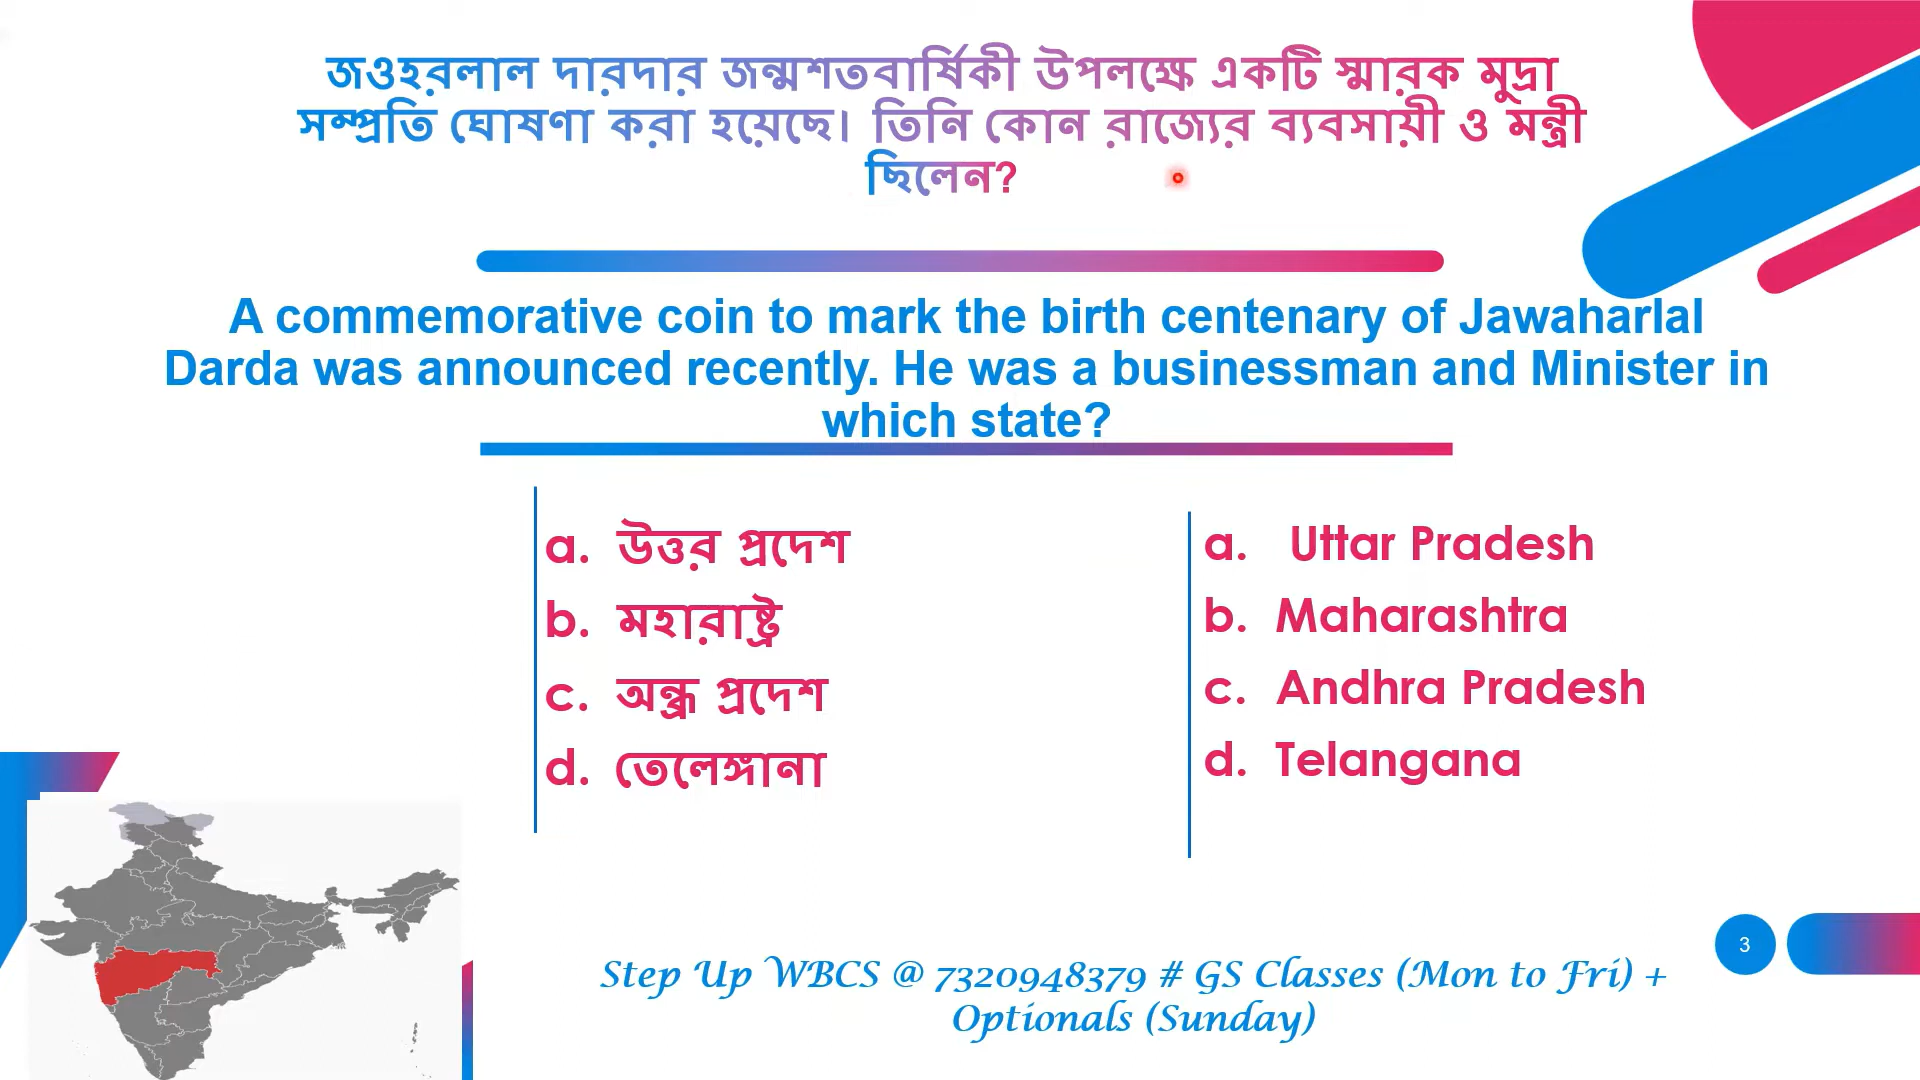 জওহরলাল দারদার জন্মশতবার্ষিকী উপলক্ষে একটি স্মারক মুদ্রা
সম্প্রতি ঘোষণা করা হয়েছে। তিনি কোন রাজ্যের ব্যবসায়ী ও মন্ত্রী
ছিলেন?
A commemorative coin to mark the birth centenary of Jawaharlal
Darda was announced recently. He was a businessman and Minister in
which state?
a. উত্তর প্রদেশ
b. মহারাষ্ট্র
c. অন্ধ্র প্রদেশ
d. তেলেঙ্গানা
a. Uttar Pradesh
b. Maharashtra
c. Andhra Pradesh
d. Telangana
3
Step Up WBCS @ 7320948379 # GS Classes (Mon to Fri) +
Optionals (Sunday)